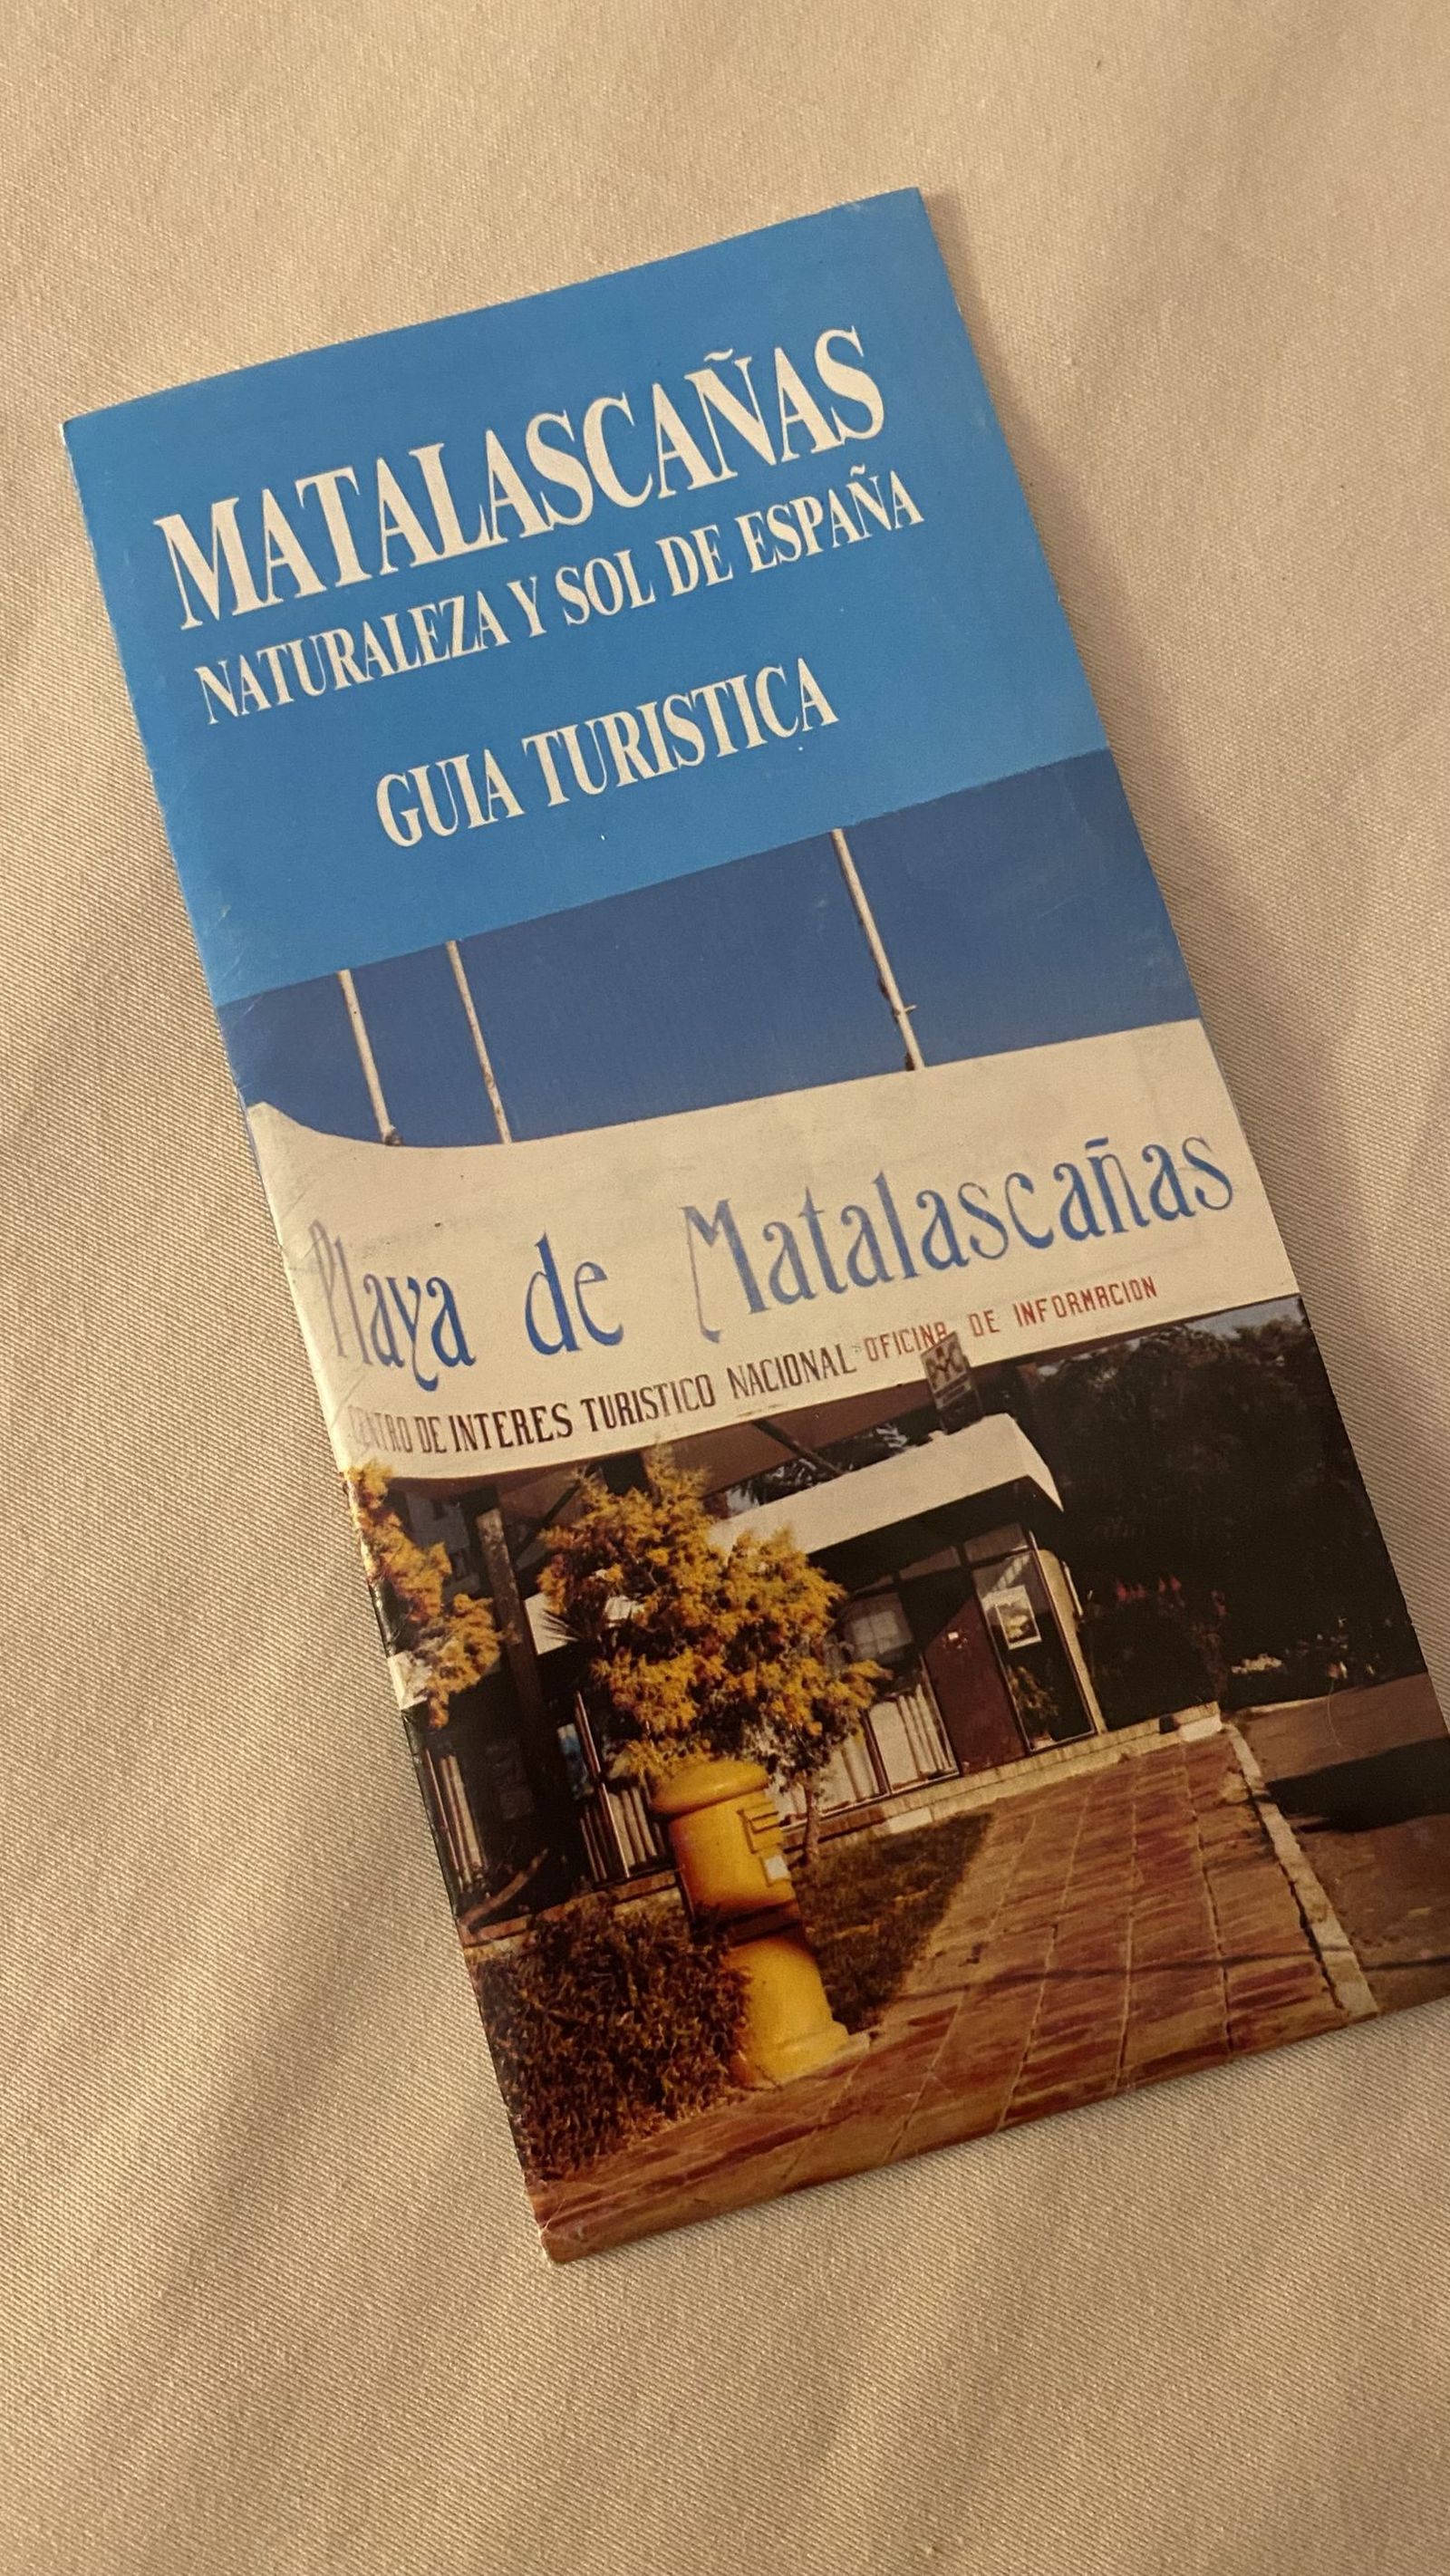 MATALASCAÑAS
NATURALEZA Y SOL DE ESPAÑA
GUIA TURISTICA
Playa de Matalascañas
CENTRO DE INTERES TURISTICO NACIONAL OFICINA DE INFORMACION